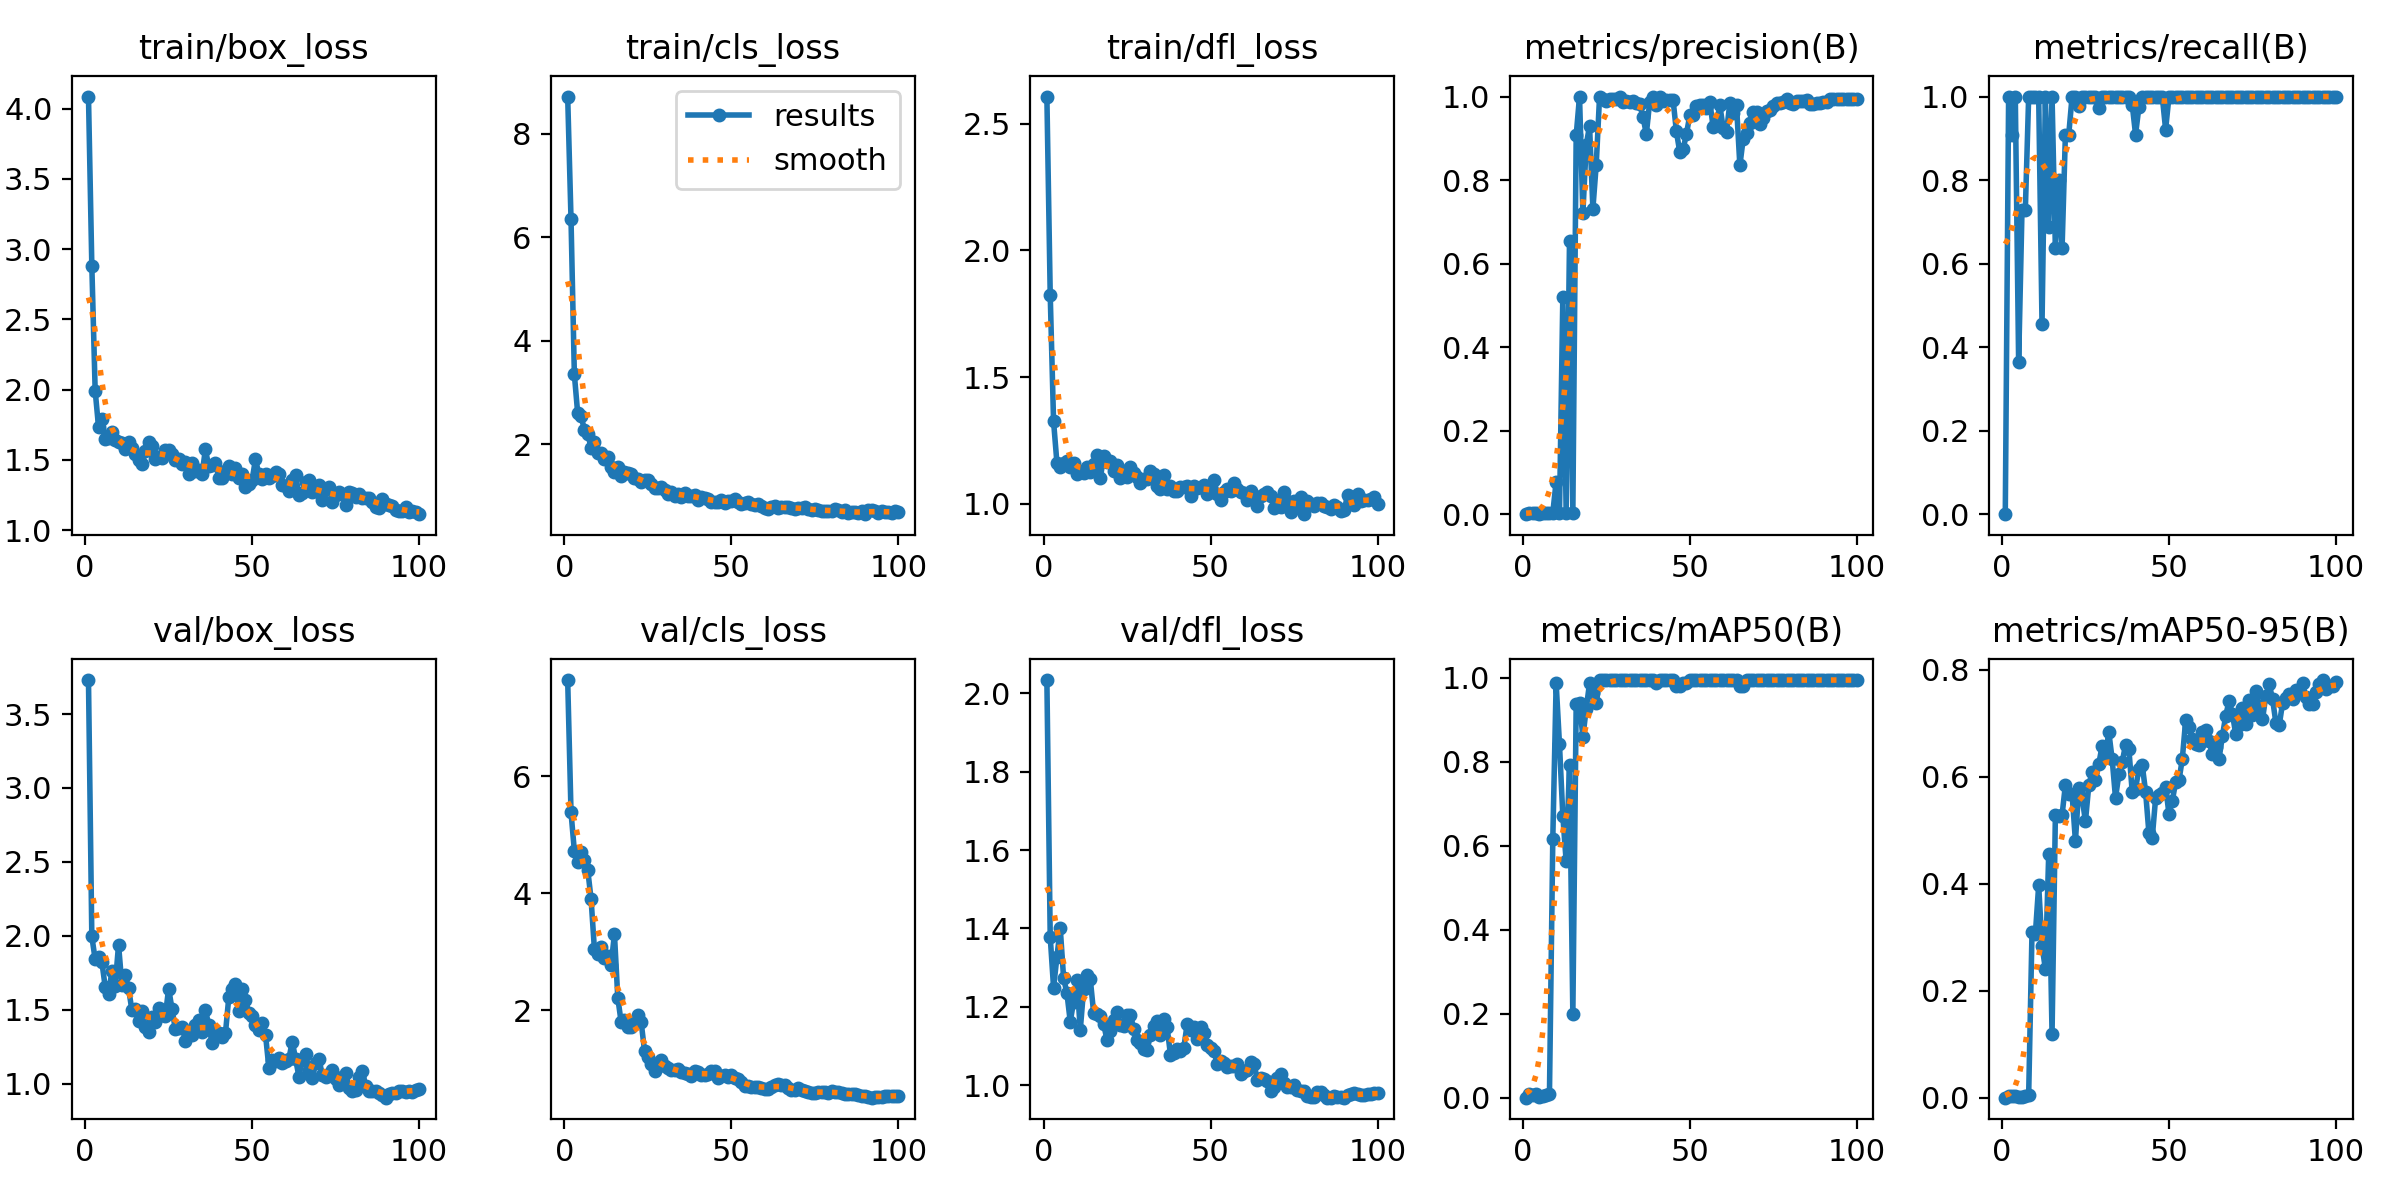 train/box_loss
4.0
3.5
3.0
2.5
2.0
1.5
1.0
0 50 100
train/cls_loss
results
smooth
8
6
4
2
0 50 100
train/dfl_loss
2.5
2.0
1.5
1.0
0 50 100
metrics/precision(B)
1.0
0.8
0.6
0.4
0.2
0.0
0 50 100
metrics/recall(B)
1.0
0.8
0.6
0.4
0.2
0.0
0 50 100
val/box_loss
3.5
3.0
2.5
2.0
1.5
1.0
0 50 100
val/cls_loss
6
4
2
0 50 100
val/dfl_loss
2.0
1.8
1.6
1.4
1.2
1.0
0 50 100
metrics/mAP50(B)
1.0
0.8
0.6
0.4
0.2
0.0
0 50 100
metrics/mAP50-95(B)
0.8
0.6
0.4
0.2
0.0
0 50 100